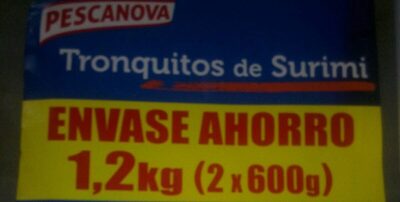 PESCANOVA
Tronquitos de Surimi
ENVASE AHORRO
1,2kg (2 x 600g)